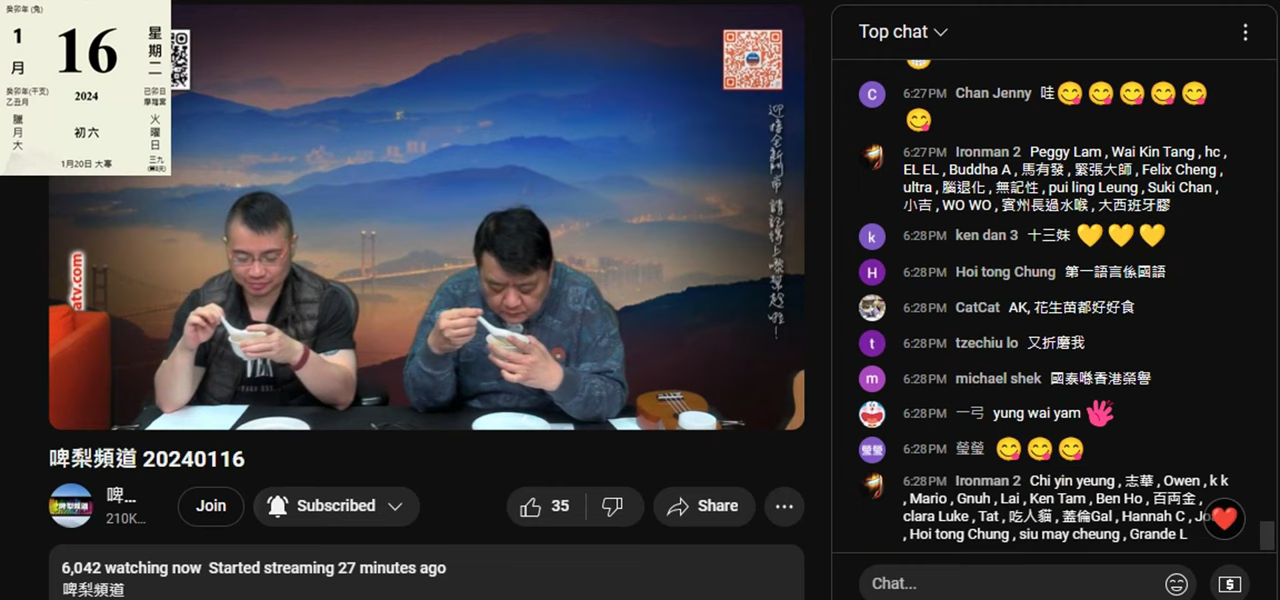 癸卯年 (兔)
1
月
16
星
期
二
癸卯年(干支)
乙丑月
2024
己卯日
臘
月
大
初六
火
曜
日
1月20日 大寒
三九
atv.com
啤梨頻道 20240116
啤...
210K...
Join
Subscribed
35
Share
6,042 watching now Started streaming 27 minutes ago
啤梨頻道
Top chat
6:27 PM Chan Jenny 哇😋😋😋😋😋
😋
6:27 PM Ironman 2 Peggy Lam , Wai Kin Tang , hc ,
EL EL , Buddha A , 馬有發 , 緊張大師 , Felix Cheng ,
ultra , 腦退化 , 無記性 , pui ling Leung , Suki Chan ,
小吉 , WO WO , 賓州長過水喉 , 大西班牙膠
k
6:28 PM ken dan 3 十三妹 💛💛💛
H
6:28 PM Hoi tong Chung 第一語言係國語
6:28 PM CatCat AK, 花生苗都好好食
t
6:28 PM tzechiu lo 又折磨我
m
6:28 PM michael shek 國泰喺香港榮譽
6:28 PM 一弓 yung wai yam
瑩瑩
6:28 PM 瑩瑩 😋😋😋
6:28 PM Ironman 2 Chi yin yeung , 志華 , Owen , k k
, Mario , Gnuh , Lai , Ken Tam , Ben Ho , 百両金 ,
clara Luke , Tat , 吃人貓 , 蓋倫Gal , Hannah C ,
, Hoi tong Chung , siu may cheung , Grande L
Chat...